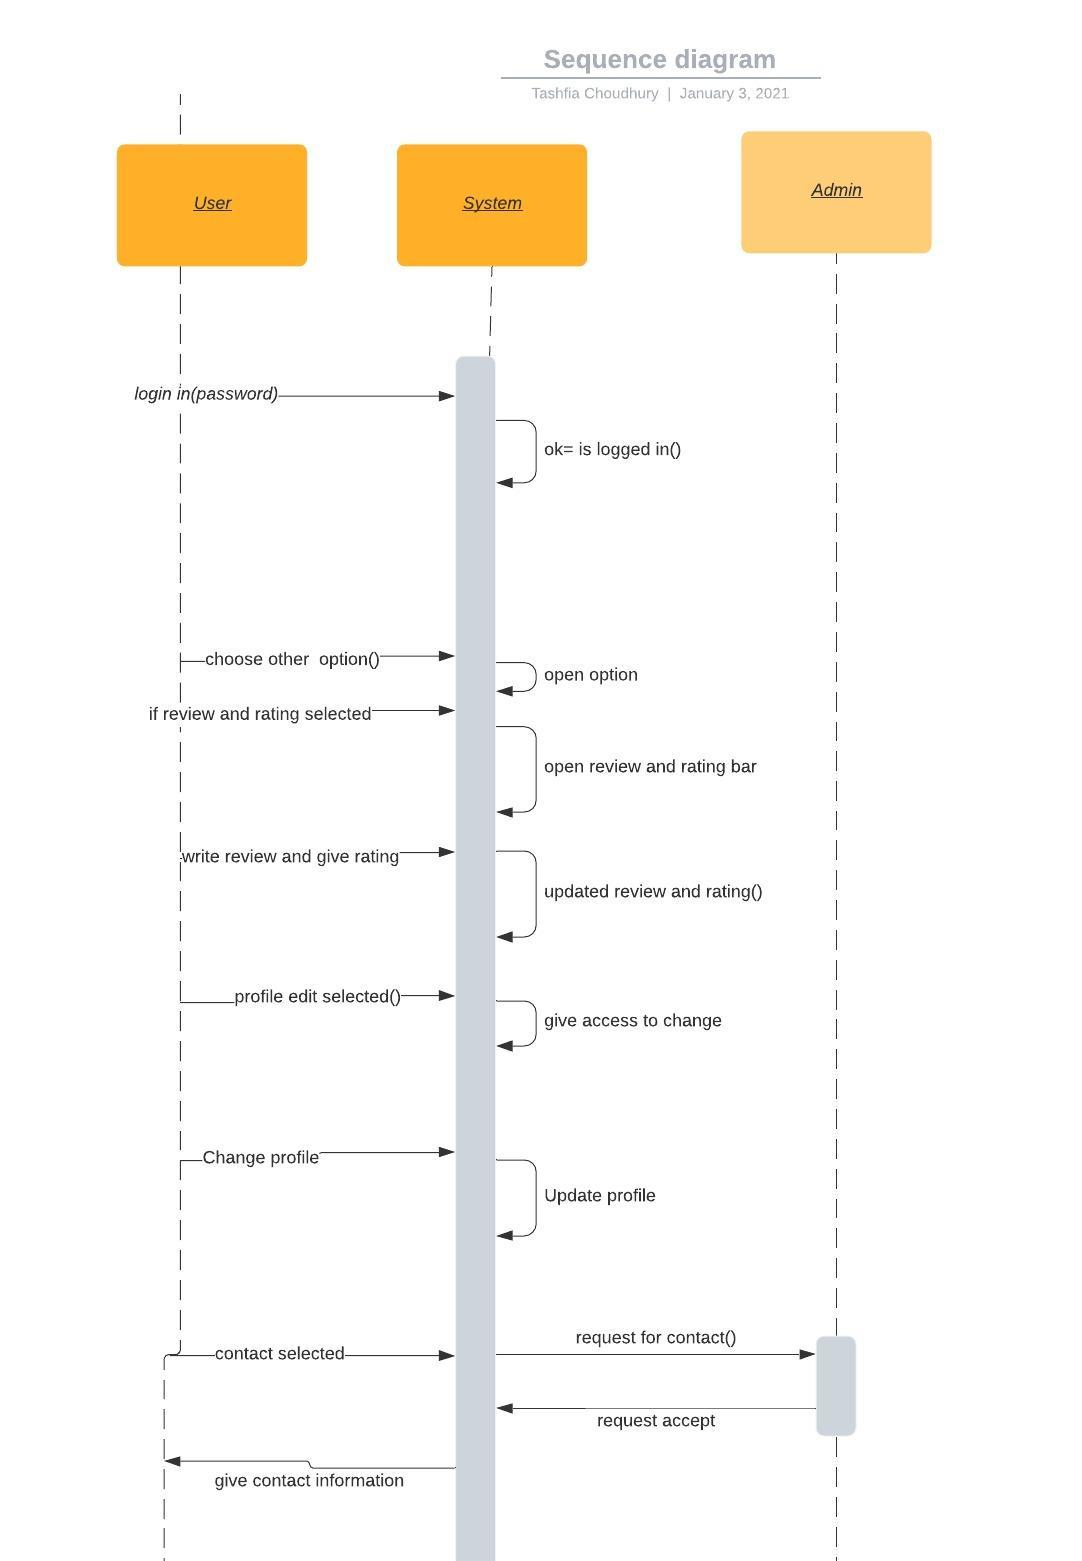 Sequence diagram
Tashfia Choudhury | January 3, 2021
User
System
Admin
login in(password)
ok= is logged in()
choose other  option()
open option
if review and rating selected
open review and rating bar
write review and give rating
updated review and rating()
profile edit selected()
give access to change
Change profile
Update profile
request for contact()
contact selected
request accept
give contact information